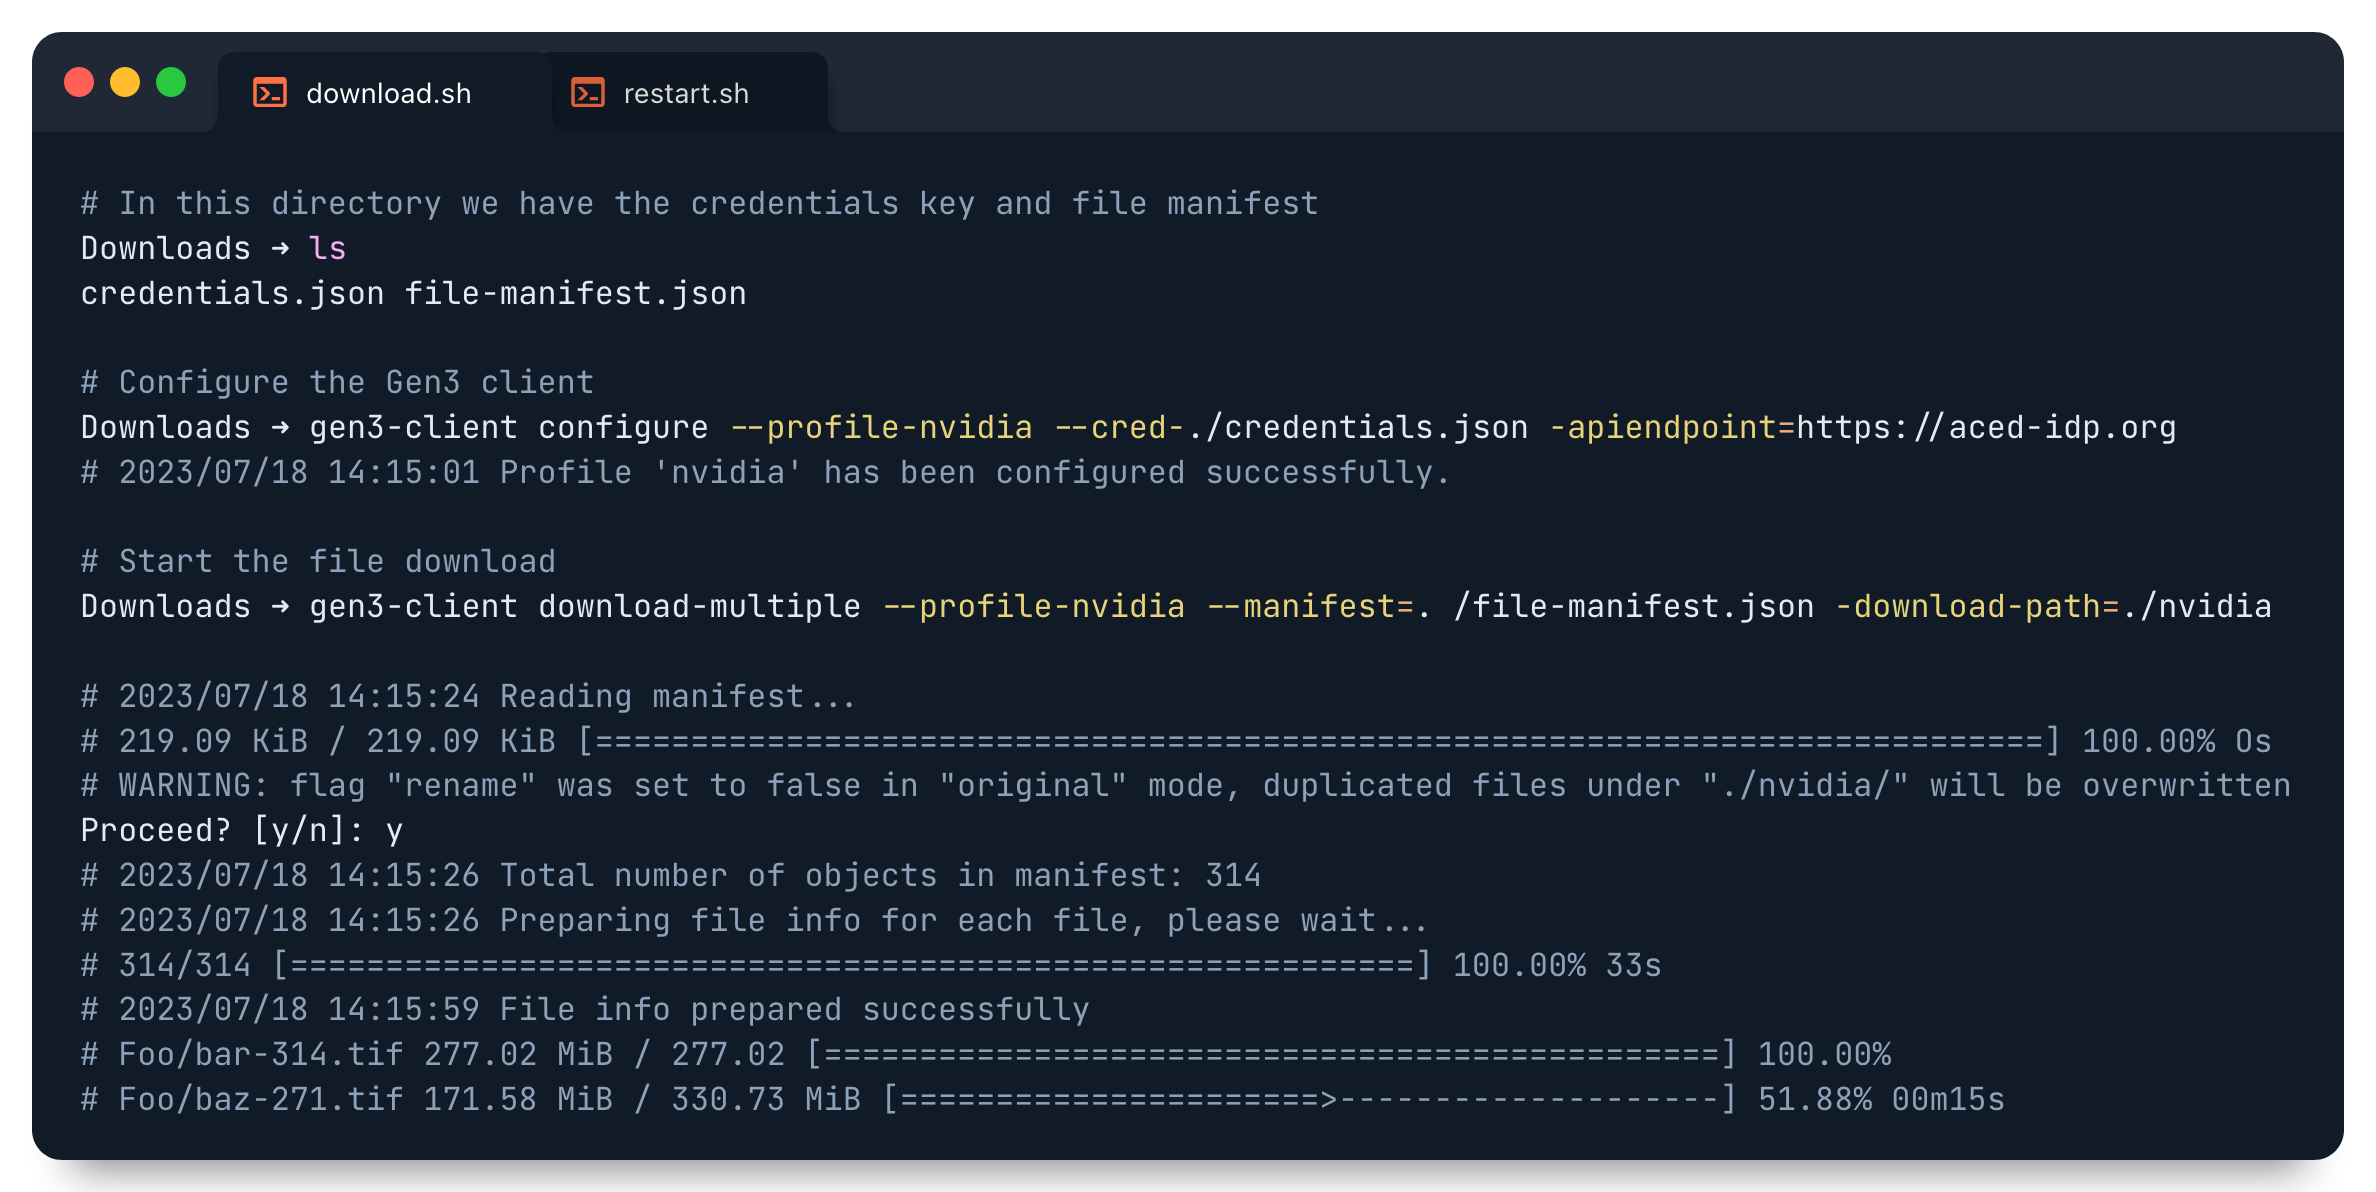 download.sh
restart.sh
# In this directory we have the credentials key and file manifest
Downloads → ls
credentials.json file-manifest.json
# Configure the Gen3 client
Downloads → gen3-client configure --profile-nvidia --cred-./credentials.json -apiendpoint=https://aced-idp.org
# 2023/07/18 14:15:01 Profile 'nvidia' has been configured successfully.
# Start the file download
Downloads → gen3-client download-multiple --profile-nvidia --manifest=. /file-manifest.json -download-path=./nvidia
# 2023/07/18 14:15:24 Reading manifest...
# 219.09 KiB / 219.09 KiB [============================================================================] 100.00% 0s
# WARNING: flag "rename" was set to false in "original" mode, duplicated files under "./nvidia/" will be overwritten
Proceed? [y/n]: y
# 2023/07/18 14:15:26 Total number of objects in manifest: 314
# 2023/07/18 14:15:26 Preparing file info for each file, please wait...
# 314/314 [===========================================================] 100.00% 33s
# 2023/07/18 14:15:59 File info prepared successfully
# Foo/bar-314.tif 277.02 MiB / 277.02 [===============================================] 100.00%
# Foo/baz-271.tif 171.58 MiB / 330.73 MiB [======================>--------------------] 51.88% 00m15s